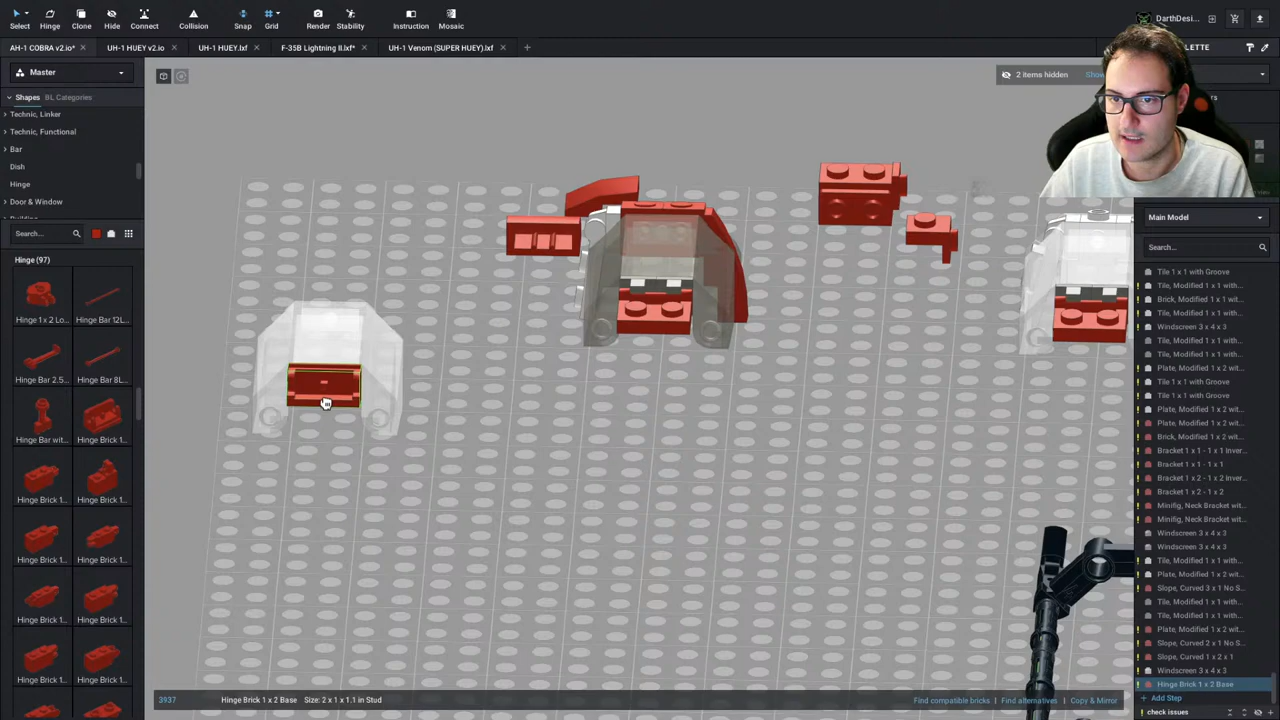 Select Hinge Clone Hide Connect Collision Snap Grid Render Stability Instruction Mosaic
DarthDesi...
AH-1 COBRA v2.io* × UH-1 HUEY v2.io × UH-1 HUEY.lxf × F-35B Lightning II.lxf* × UH-1 Venom (SUPER HUEY).lxf × +
Master
2 items hidden
Shapes BL Categories
Technic, Linker
Technic, Functional
Bar
Dish
Hinge
Door & Window
Search...
Hinge (97)
Hinge 1 x 2 Lo...
Hinge Bar 12L...
Hinge Bar 2.5...
Hinge Bar 8L...
Hinge Bar wit...
Hinge Brick 1...
Hinge Brick 1...
Hinge Brick 1...
Hinge Brick 1...
Hinge Brick 1...
Hinge Brick 1...
Hinge Brick 1...
Hinge Brick 1...
Hinge Brick 1...
Main Model
Search...
Tile 1 x 1 with Groove
Tile, Modified 1 x 1 with...
Brick, Modified 1 x 1 with...
Tile, Modified 1 x 1 with...
Windscreen 3 x 4 x 3
Tile, Modified 1 x 1 with...
Tile, Modified 1 x 1 with...
Plate, Modified 1 x 2 wit...
Tile 1 x 1 with Groove
Tile 1 x 1 with Groove
Plate, Modified 1 x 2 wit...
Plate, Modified 1 x 2 wit...
Brick, Modified 1 x 2 wit...
Bracket 1 x 1 - 1 x 1 Inver...
Bracket 1 x 1 - 1 x 1
Bracket 1 x 2 - 1 x 2 Inver...
Bracket 1 x 2 - 1 x 2
Minifig, Neck Bracket wit...
Minifig, Neck Bracket wit...
Windscreen 3 x 4 x 3
Windscreen 3 x 4 x 3
Tile, Modified 1 x 1 with...
Plate, Modified 1 x 2 wit...
Slope, Curved 3 x 1 No S...
Tile, Modified 1 x 1 with...
Tile, Modified 1 x 1 with...
Plate, Modified 1 x 2 wit...
Slope, Curved 2 x 1 No S...
Slope, Curved 1 x 2 x 1
Windscreen 3 x 4 x 3
Hinge Brick 1 x 2 Base
+ Add Step
check issues
3937 Hinge Brick 1 x 2 Base Size: 2 x 1 x 1.1 in Stud Find compatible bricks | Find alternatives | Copy & Mirror